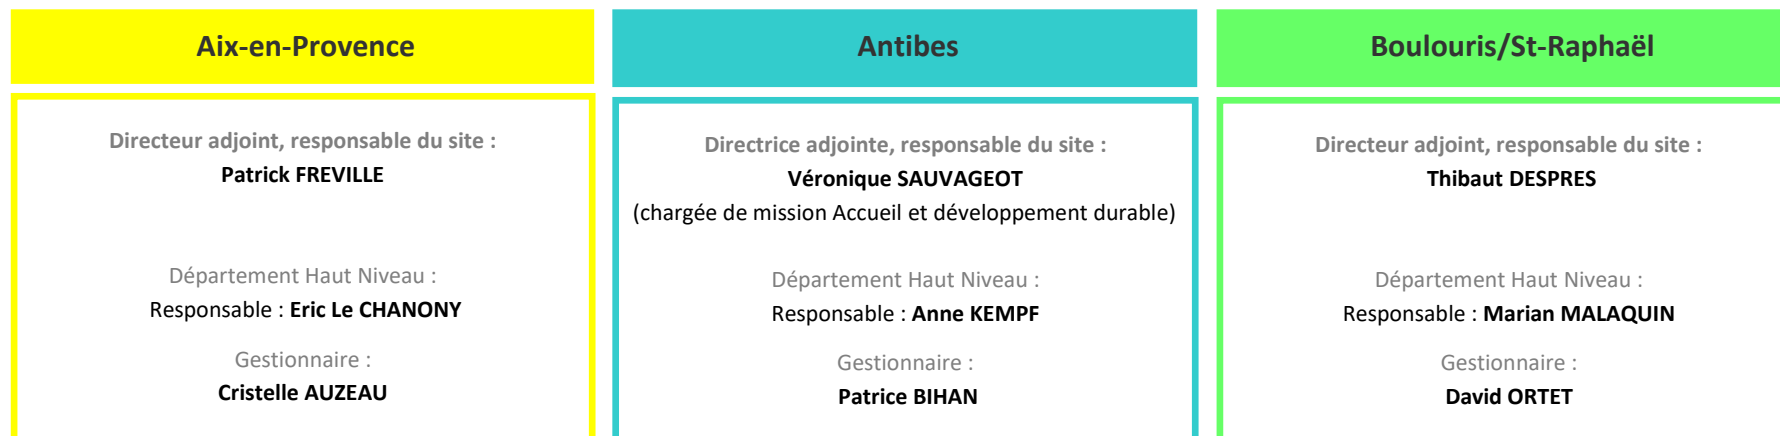 Aix-en-Provence
Directeur adjoint, responsable du site :
Patrick FREVILLE
Département Haut Niveau :
Responsable : Eric Le CHANONY
Gestionnaire :
Cristelle AUZEAU
Antibes
Directrice adjointe, responsable du site :
Véronique SAUVAGEOT
(chargée de mission Accueil et développement durable)
Département Haut Niveau :
Responsable : Anne KEMPF
Gestionnaire :
Patrice BIHAN
Boulouris/St-Raphaël
Directeur adjoint, responsable du site :
Thibaut DESPRES
Département Haut Niveau :
Responsable : Marian MALAQUIN
Gestionnaire :
David ORTET